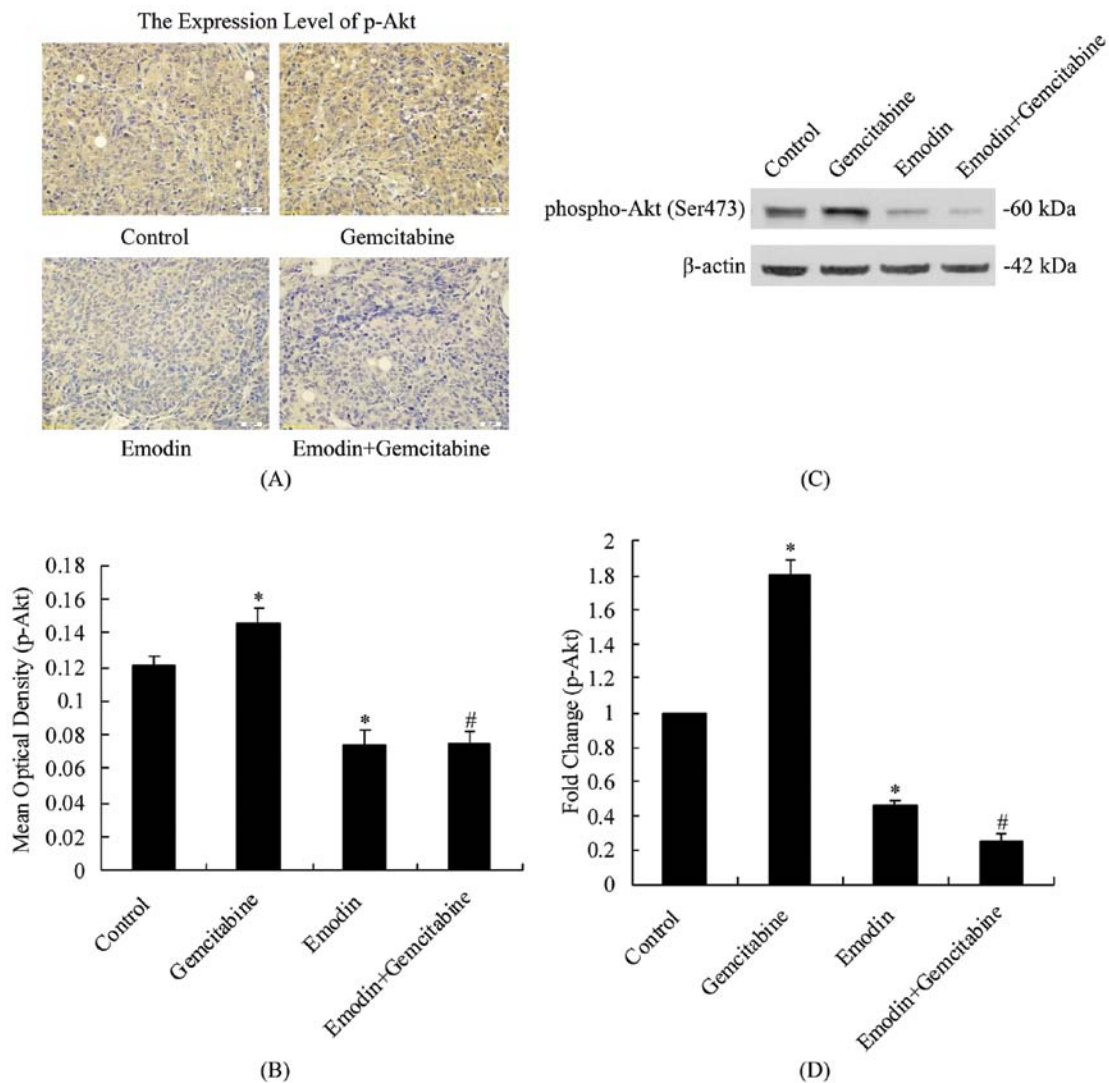 The Expression Level of p-Akt
Control
Gemcitabine
Emodin
Emodin+Gemcitabine
(A)
Control
Gemcitabine
Emodin
Emodin+Gemcitabine
phospho-Akt (Ser473)
-60 kDa
β-actin
-42 kDa
(C)
Mean Optical Density (p-Akt)
0.18
0.16
0.14
0.12
0.1
0.08
0.06
0.04
0.02
0
*
*
#
Control
Gemcitabine
Emodin
Emodin+Gemcitabine
(B)
Fold Change (p-Akt)
2
1.8
1.6
1.4
1.2
1
0.8
0.6
0.4
0.2
0
*
*
#
Control
Gemcitabine
Emodin
Emodin+Gemcitabine
(D)